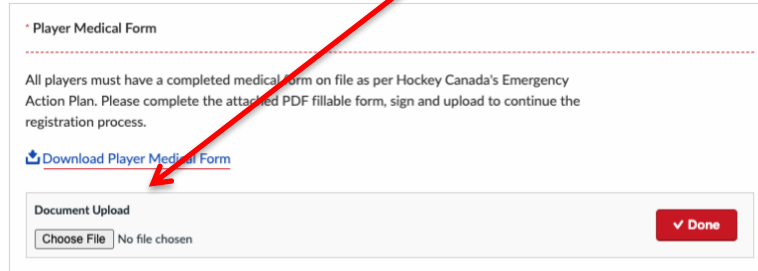 * Player Medical Form
All players must have a completed medical form on file as per Hockey Canada's Emergency
Action Plan. Please complete the attached PDF fillable form, sign and upload to continue the
registration process.
Download Player Medical Form
Document Upload
Choose File No file chosen
✓ Done